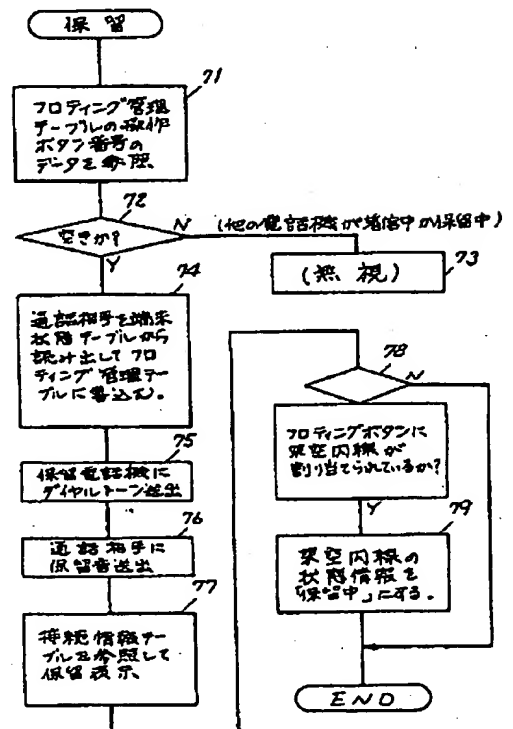 保留
71
フロティング管理
テーブルの操作
ボタン番号の
データを参照
72
空きか?
N
(他の電話機が着信中か保留中)
Y
73
(無視)
74
通話相手を端末
状態テーブルから
読み出してフロ
ティング管理テー
ブルに書込む。
75
保留電話機に
ダイヤルトーン送出
76
通話相手に
保留音送出
77
接続情報テー
ブルを参照して
保留表示
78
N
フロティングボタンに
架空内線が
割り当てられているか?
Y
79
架空内線の
状態情報を
「保留中」にする。
END